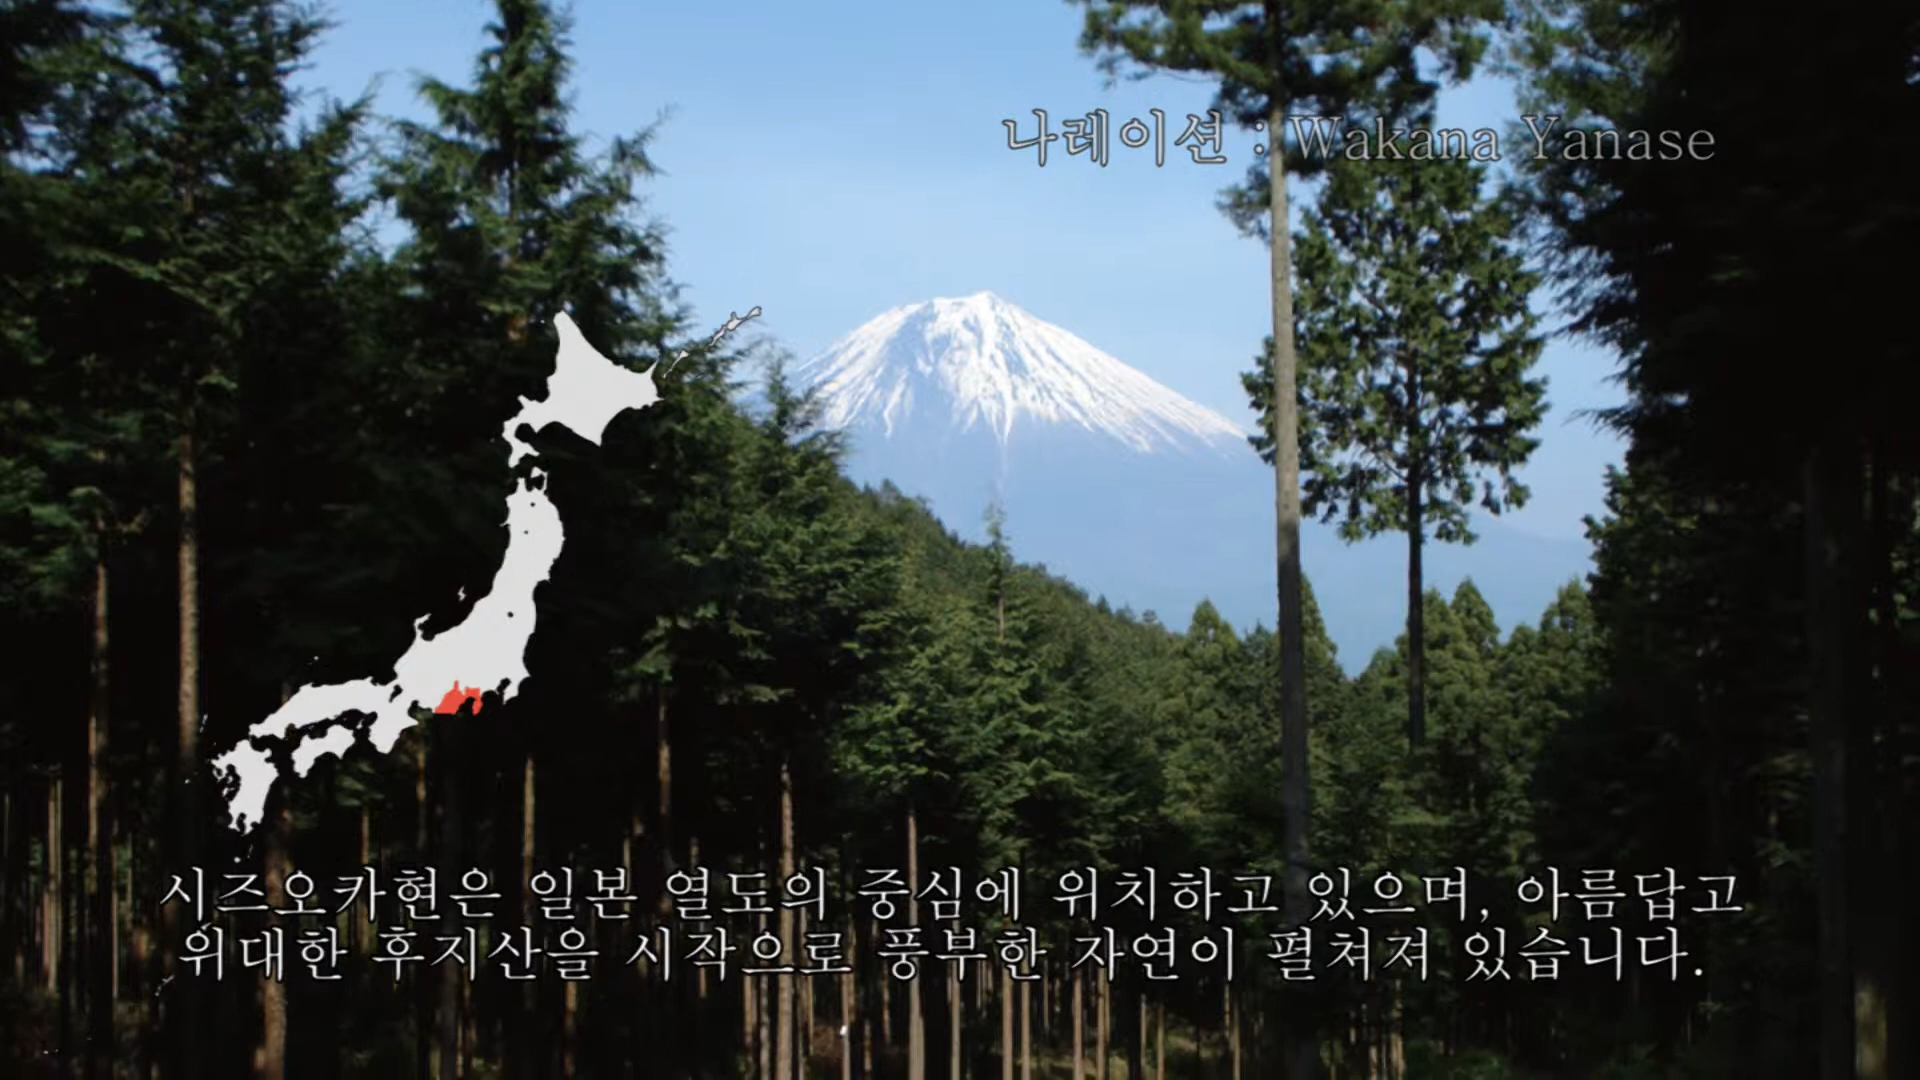 나레이션 : Wakana Yanase
시즈오카현은 일본 열도의 중심에 위치하고 있으며, 아름답고
위대한 후지산을 시작으로 풍부한 자연이 펼쳐져 있습니다.